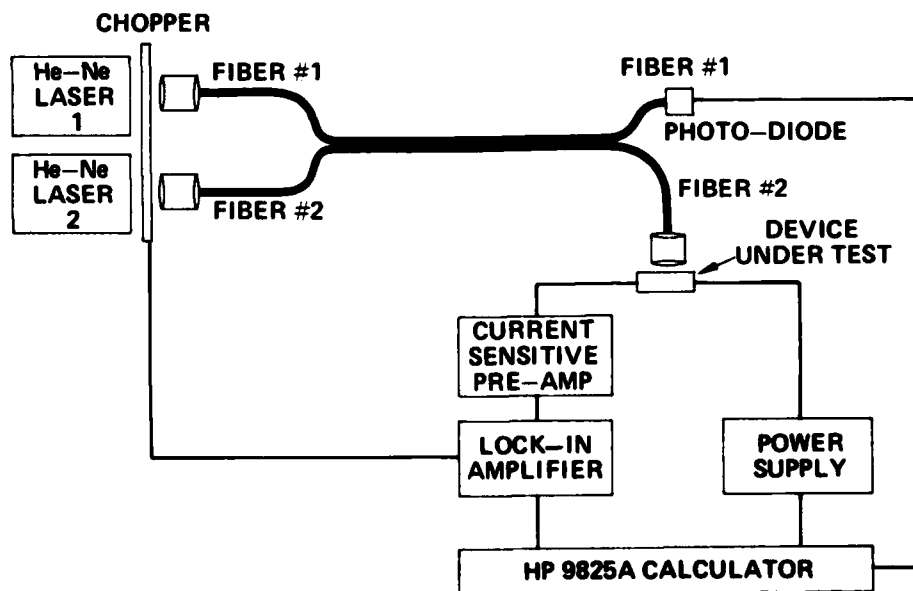 CHOPPER
He-Ne
LASER
1
FIBER #1
He-Ne
LASER
2
FIBER #2
FIBER #1
PHOTO-DIODE
FIBER #2
DEVICE
UNDER TEST
CURRENT
SENSITIVE
PRE-AMP
LOCK-IN
AMPLIFIER
POWER
SUPPLY
HP 9825A CALCULATOR